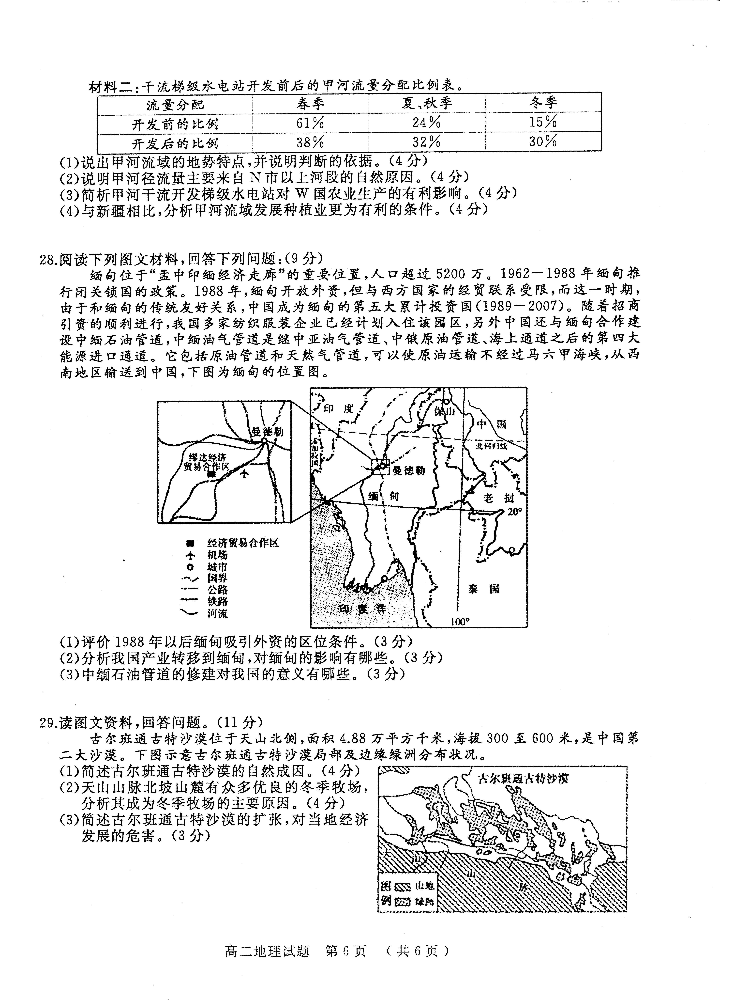 材料二:干流梯级水电站开发前后的甲河流量分配比例表。
流量分配 春季 夏、秋季 冬季
开发前的比例 61% 24% 15%
开发后的比例 38% 32% 30%
(1)说出甲河流域的地势特点,并说明判断的依据。(4分)
(2)说明甲河径流量主要来自N市以上河段的自然原因。(4分)
(3)简析甲河干流开发梯级水电站对W国农业生产的有利影响。(4分)
(4)与新疆相比,分析甲河流域发展种植业更为有利的条件。(4分)
28.阅读下列图文材料,回答下列问题:(9分)
缅甸位于“孟中印缅经济走廊”的重要位置,人口超过5200万。1962-1988年缅甸推
行闭关锁国的政策。1988年,缅甸开放外资,但与西方国家的经贸联系受限,而这一时期,
由于和缅甸的传统友好关系,中国成为缅甸的第五大累计投资国(1989-2007)。随着招商
引资的顺利进行,我国多家纺织服装企业已经计划入住该园区,另外中国还与缅甸合作建
设中缅石油管道,中缅油气管道是继中亚油气管道、中俄原油管道、海上通道之后的第四大
能源进口通道。它包括原油管道和天然气管道,可以使原油运输不经过马六甲海峡,从西
南地区输送到中国,下图为缅甸的位置图。
曼德勒
缪达经济
贸易合作区
印度
保山
中国
孟加拉国
北回归线
曼德勒
缅甸
老挝
20°
泰国
印度洋
100°
经济贸易合作区
机场
城市
国界
公路
铁路
河流
(1)评价1988年以后缅甸吸引外资的区位条件。(3分)
(2)分析我国产业转移到缅甸,对缅甸的影响有哪些。(3分)
(3)中缅石油管道的修建对我国的意义有哪些。(3分)
29.读图文资料,回答问题。(11分)
古尔班通古特沙漠位于天山北侧,面积4.88万平方千米,海拔300至600米,是中国第
二大沙漠。下图示意古尔班通古特沙漠局部及边缘绿洲分布状况。
(1)简述古尔班通古特沙漠的自然成因。(4分)
(2)天山山脉北坡山麓有众多优良的冬季牧场,
分析其成为冬季牧场的主要原因。(4分)
(3)简述古尔班通古特沙漠的扩张,对当地经济
发展的危害。(3分)
古尔班通古特沙漠
天山山脉
图例
山地
绿洲
高二地理试题 第6页 (共6页)